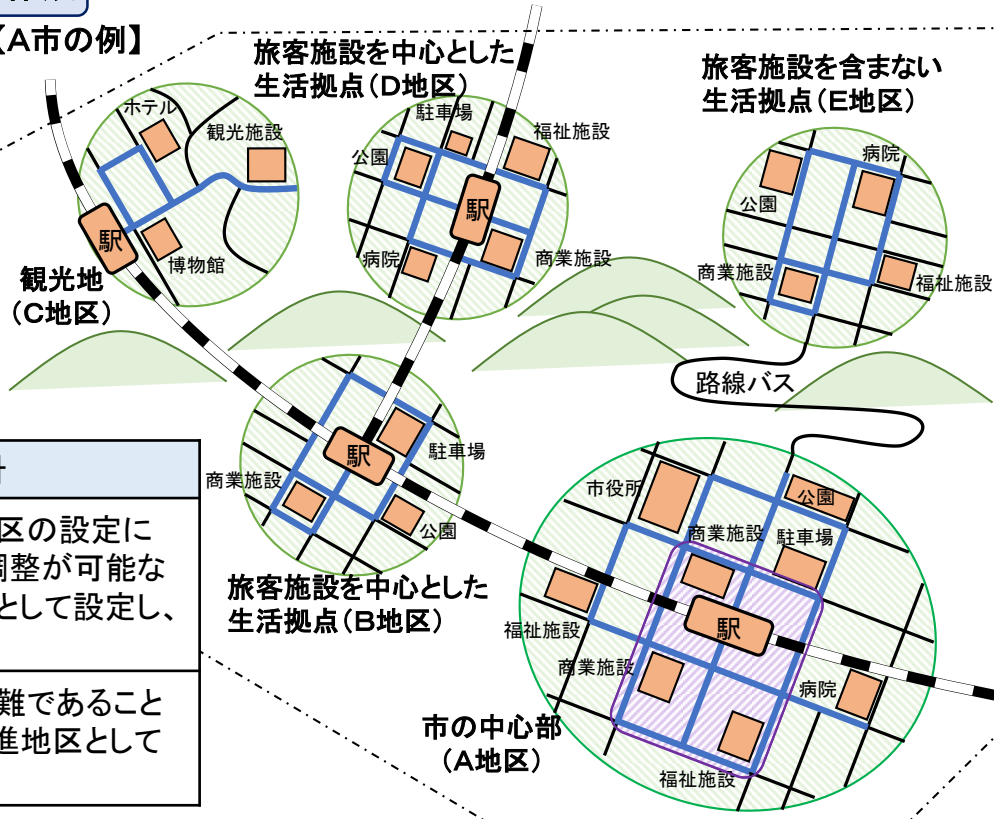 【A市の例】
旅客施設を中心とした
生活拠点(D地区)
旅客施設を含まない
生活拠点(E地区)
ホテル
観光施設
駅
博物館
観光地
(C地区)
駐車場
福祉施設
公園
駅
病院
商業施設
病院
公園
商業施設
福祉施設
路線バス
駅
駐車場
商業施設
公園
旅客施設を中心とした
生活拠点(B地区)
市役所
公園
商業施設
駐車場
福祉施設
駅
商業施設
病院
福祉施設
市の中心部
(A地区)
区の設定に
調整が可能な
として設定し、
難であること
進地区として